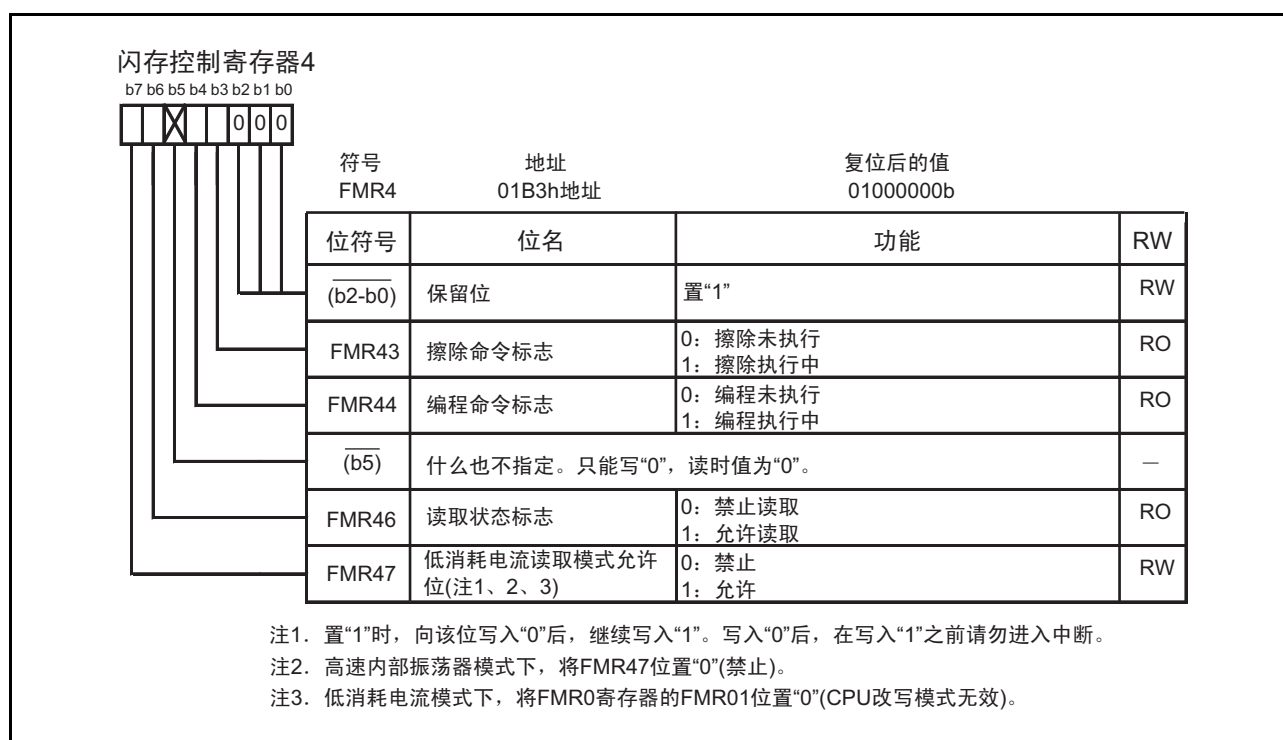 闪存控制寄存器4
b7 b6 b5 b4 b3 b2 b1 b0
0 0 0
符号 地址 复位后的值
FMR4 01B3h地址 01000000b
位符号 位名 功能 RW
(b2-b0) 保留位 置“1” RW
FMR43 擦除命令标志 0：擦除未执行 RO
1：擦除执行中
FMR44 编程命令标志 0：编程未执行 RO
1：编程执行中
(b5) 什么也不指定。只能写“0”，读时值为“0”。 —
FMR46 读取状态标志 0：禁止读取 RO
1：允许读取
FMR47 低消耗电流读取模式允许 0：禁止 RW
位(注1、2、3) 1：允许
注1. 置“1”时，向该位写入“0”后，继续写入“1”。写入“0”后，在写入“1”之前请勿进入中断。
注2. 高速内部振荡器模式下，将FMR47位置“0”(禁止)。
注3. 低消耗电流模式下，将FMR0寄存器的FMR01位置“0”(CPU改写模式无效)。